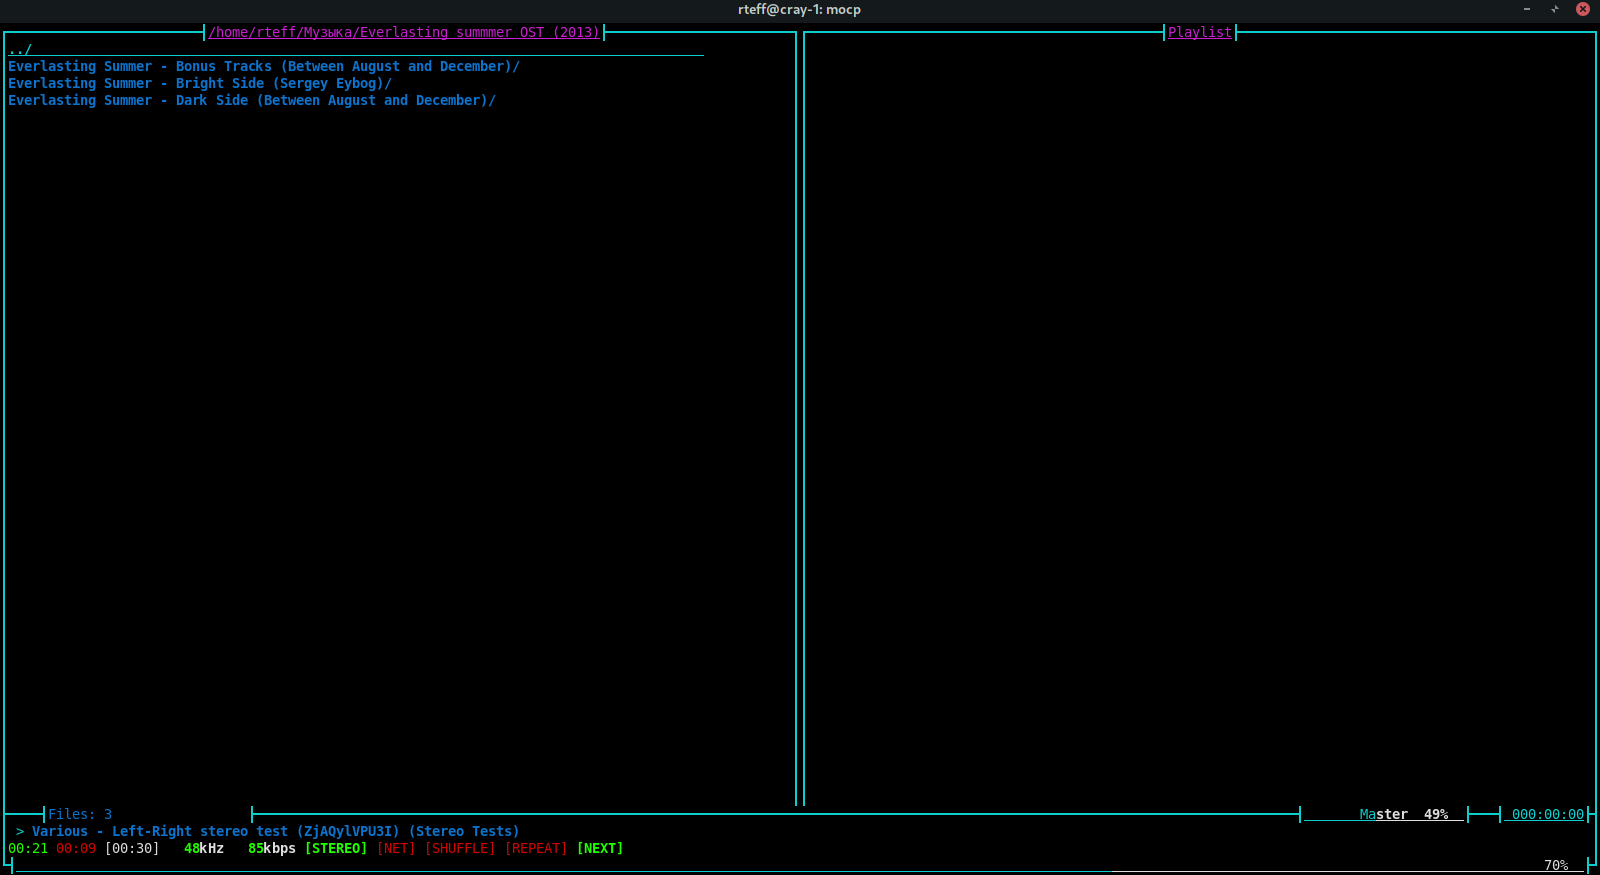 rteff@cray-1: mocp
/home/rteff/Музыка/Everlasting summmer OST (2013)
Playlist
../
Everlasting Summer - Bonus Tracks (Between August and December)/
Everlasting Summer - Bright Side (Sergey Eybog)/
Everlasting Summer - Dark Side (Between August and December)/
Files: 3
Master 49%
000:00:00
> Various - Left-Right stereo test (ZjAQylVPU3I) (Stereo Tests)
00:21 00:09 [00:30] 48kHz 85kbps [STEREO] [NET] [SHUFFLE] [REPEAT] [NEXT]
70%